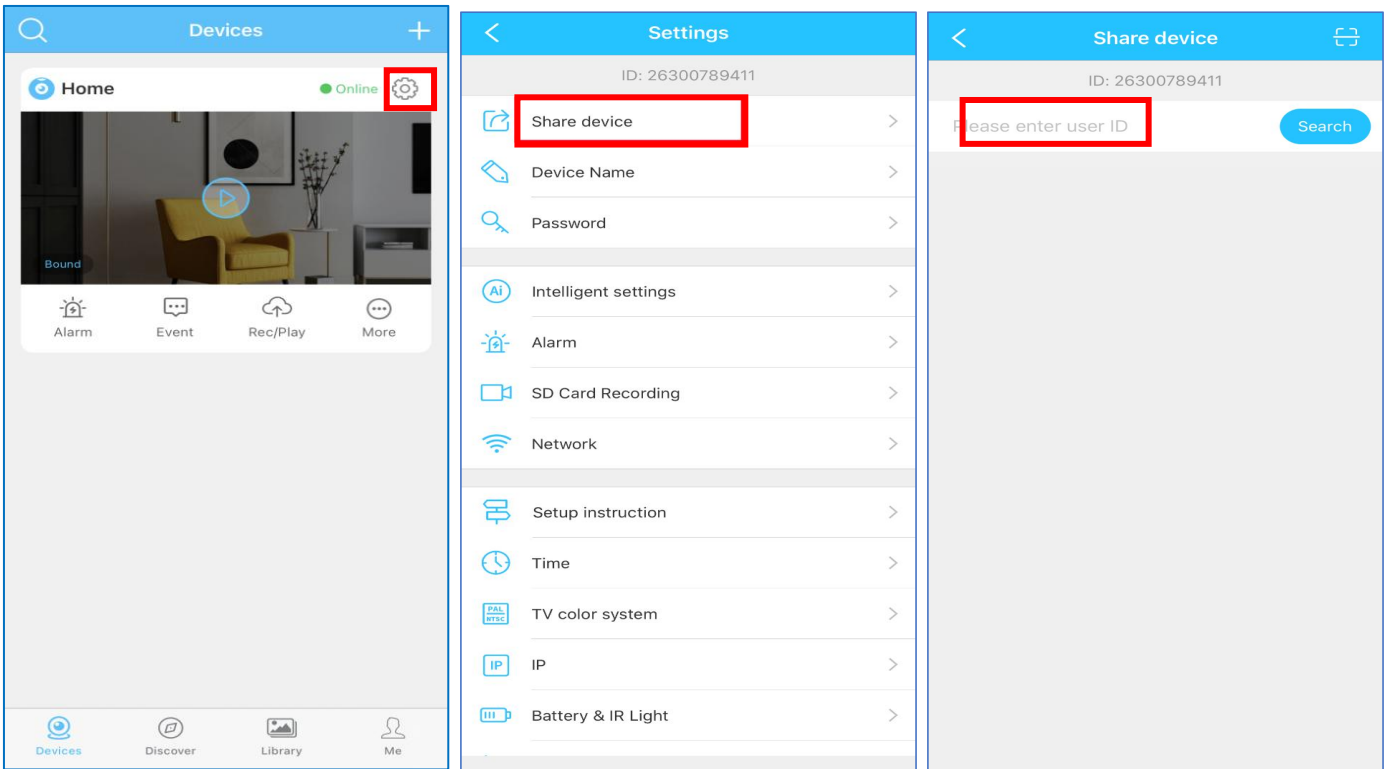 Devices
Home
Online
Bound
Alarm
Event
Rec/Play
More
Devices
Discover
Library
Me
Settings
ID: 26300789411
Share device
Device Name
Password
Ai
Intelligent settings
Alarm
SD Card Recording
Network
Setup instruction
Time
PAL
NTSC
TV color system
IP
IP
Battery & IR Light
Share device
ID: 26300789411
Please enter user ID
Search